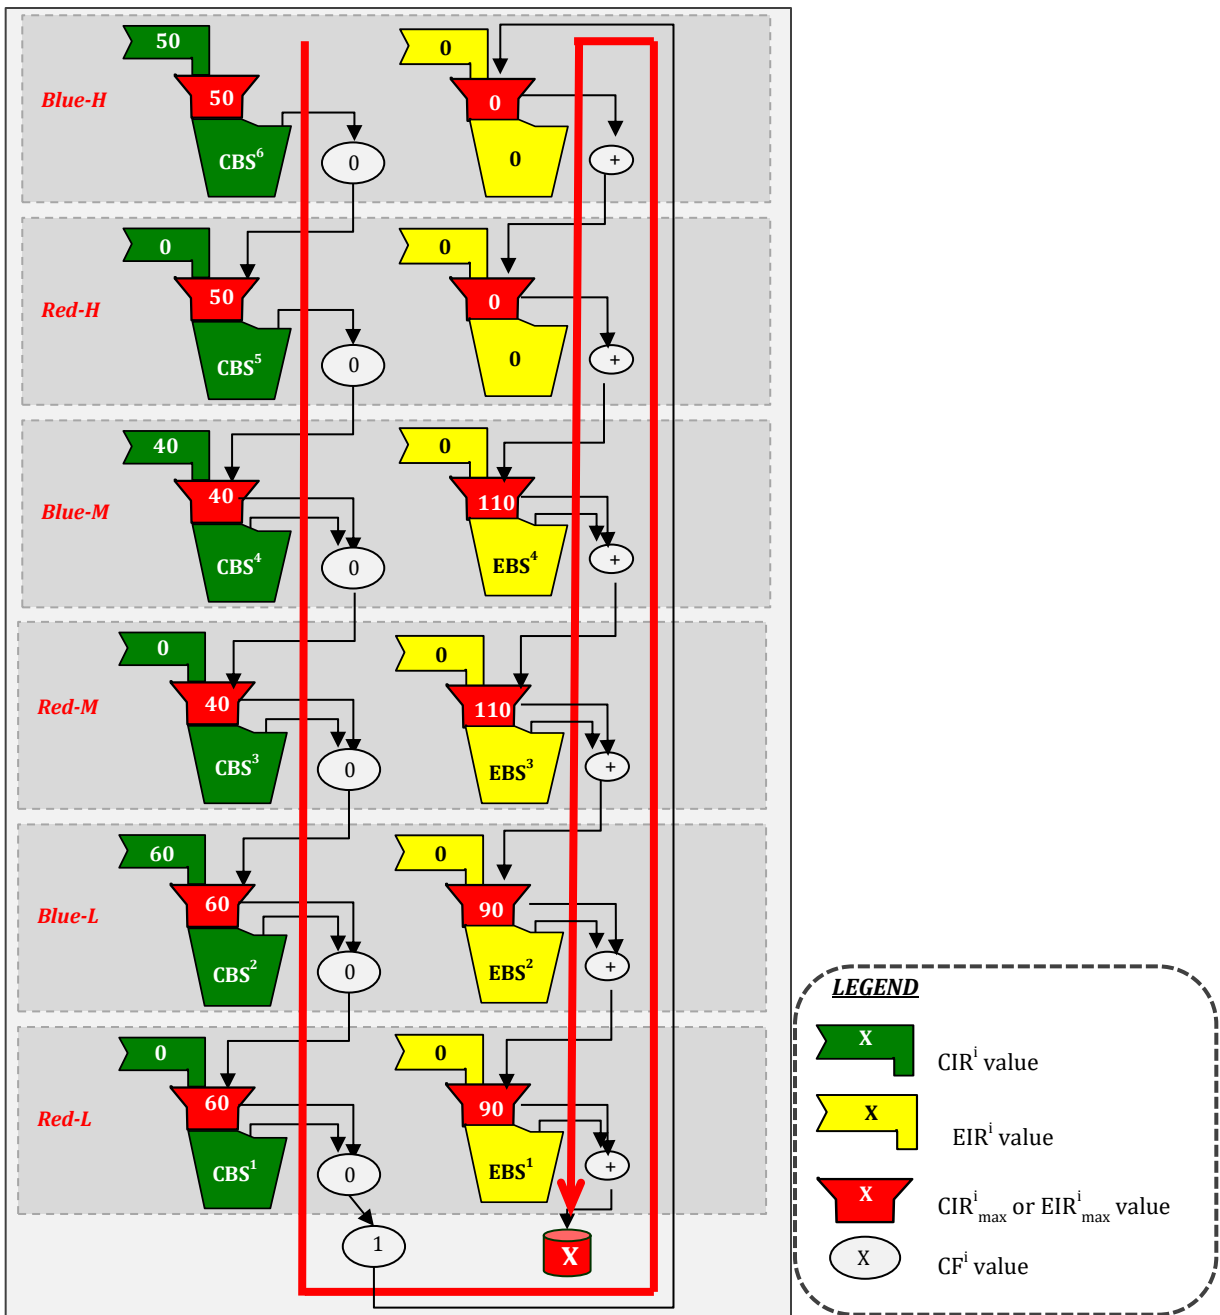 50 0
Blue-H 50 0
CBS⁶ 0 0 +
0 0
Red-H 50 0
CBS⁵ 0 0 +
40 0
Blue-M 40 110
CBS⁴ 0 EBS⁴ +
0 0
Red-M 40 110
CBS³ 0 EBS³ +
60 0
Blue-L 60 90
CBS² 0 EBS² +
0 0
Red-L 60 90
CBS¹ 0 EBS¹ +
1 X
LEGEND
X CIRⁱ value
X EIRⁱ value
X CIRⁱmax or EIRⁱmax value
X CFⁱ value